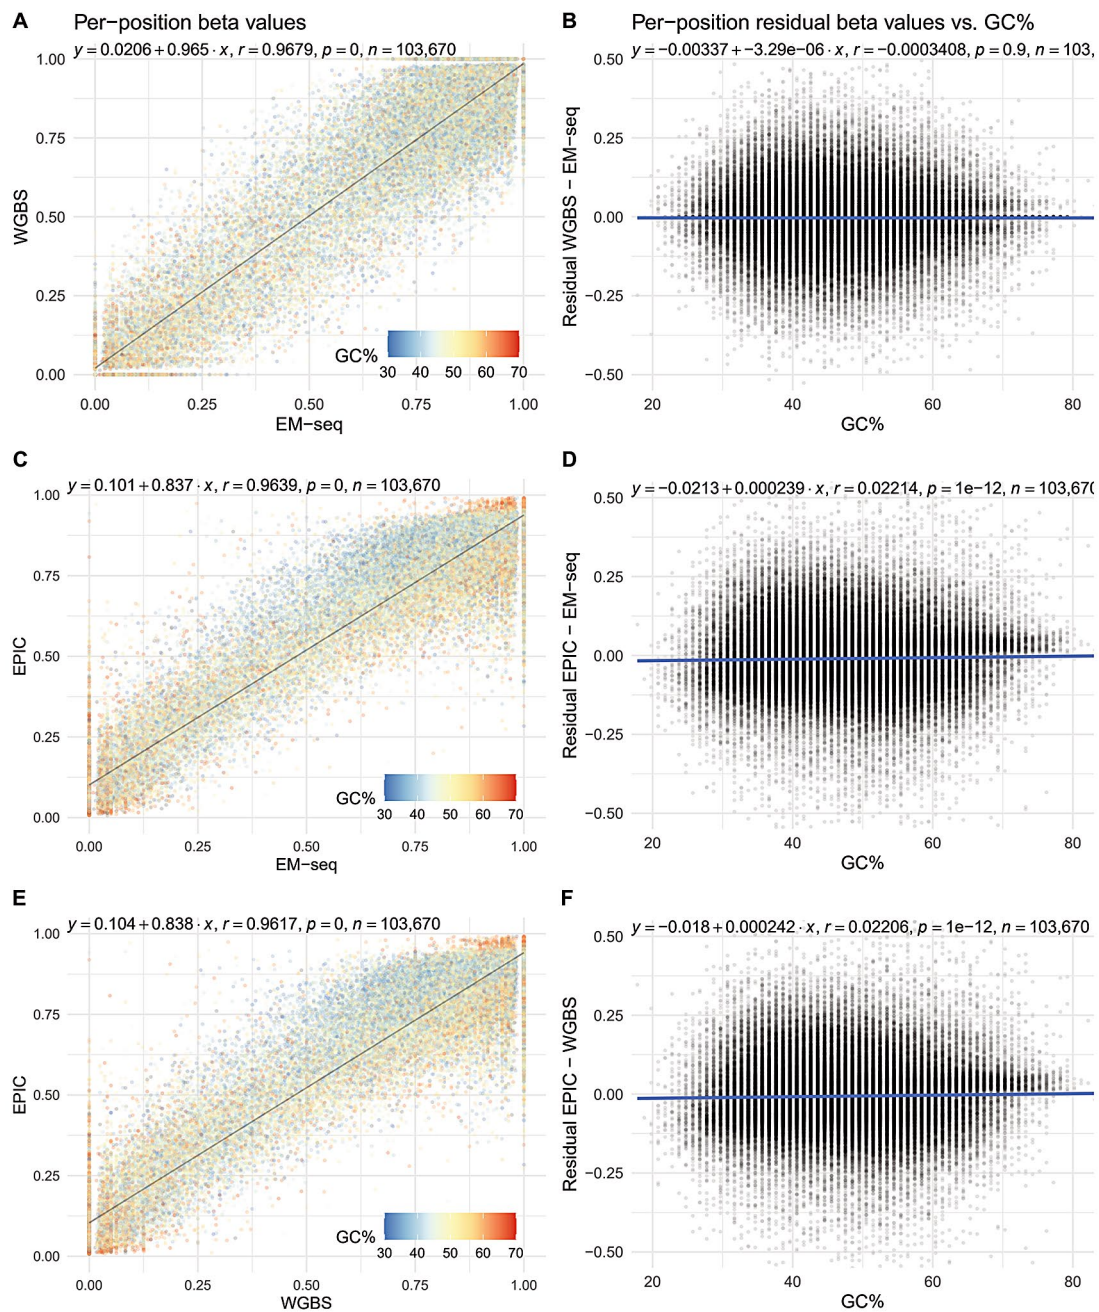 A Per−position beta values
y = 0.0206 + 0.965 · x, r = 0.9679, p = 0, n = 103,670
1.00
0.75
0.50
0.25
0.00
WGBS
GC%
30 40 50 60 70
0.00 0.25 0.50 0.75 1.00
EM−seq
B Per−position residual beta values vs. GC%
y = −0.00337 + −3.29e−06 · x, r = −0.0003408, p = 0.9, n = 103,
0.50
0.25
0.00
−0.25
−0.50
Residual WGBS − EM−seq
20 40 60 80
GC%
C
y = 0.101 + 0.837 · x, r = 0.9639, p = 0, n = 103,670
1.00
0.75
0.50
0.25
0.00
EPIC
GC%
30 40 50 60 70
0.00 0.25 0.50 0.75 1.00
EM−seq
D
y = −0.0213 + 0.000239 · x, r = 0.02214, p = 1e−12, n = 103,670
0.50
0.25
0.00
−0.25
−0.50
Residual EPIC − EM−seq
20 40 60 80
GC%
E
y = 0.104 + 0.838 · x, r = 0.9617, p = 0, n = 103,670
1.00
0.75
0.50
0.25
0.00
EPIC
GC%
30 40 50 60 70
0.00 0.25 0.50 0.75 1.00
WGBS
F
y = −0.018 + 0.000242 · x, r = 0.02206, p = 1e−12, n = 103,670
0.50
0.25
0.00
−0.25
−0.50
Residual EPIC − WGBS
20 40 60 80
GC%